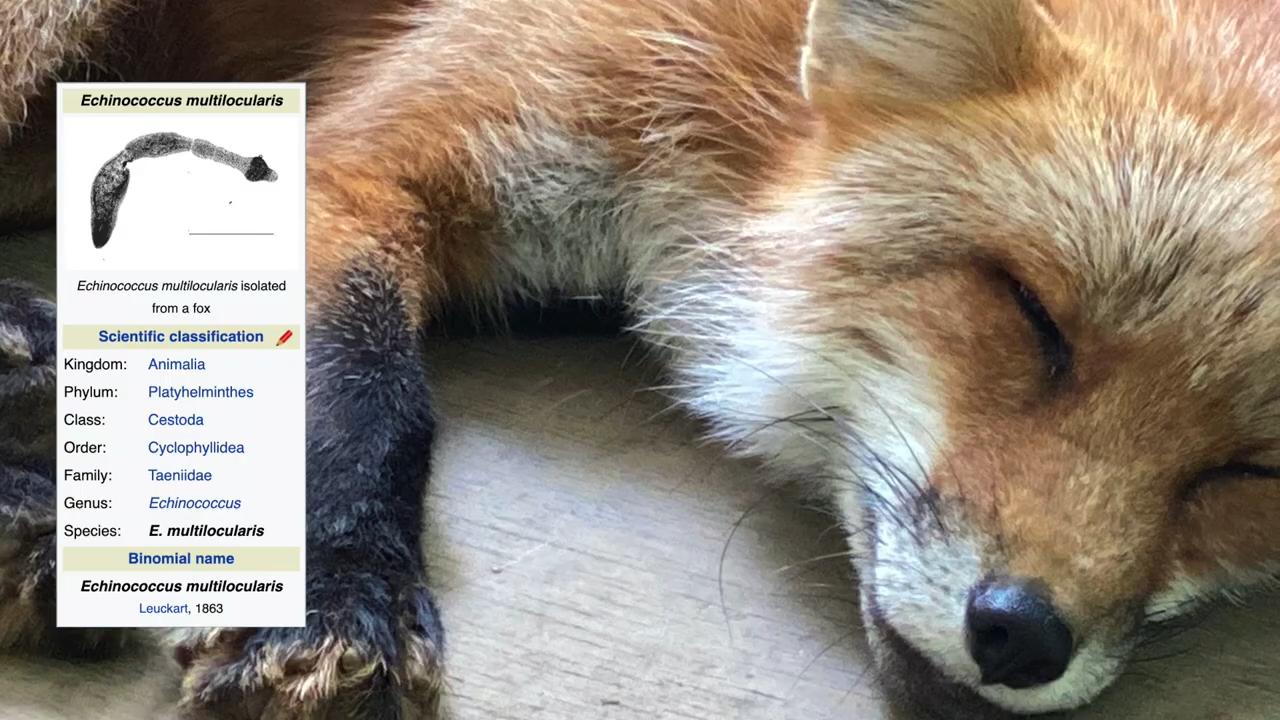 Echinococcus multilocularis
Echinococcus multilocularis isolated
from a fox
Scientific classification
Kingdom: Animalia
Phylum: Platyhelminthes
Class: Cestoda
Order: Cyclophyllidea
Family: Taeniidae
Genus: Echinococcus
Species: E. multilocularis
Binomial name
Echinococcus multilocularis
Leuckart, 1863